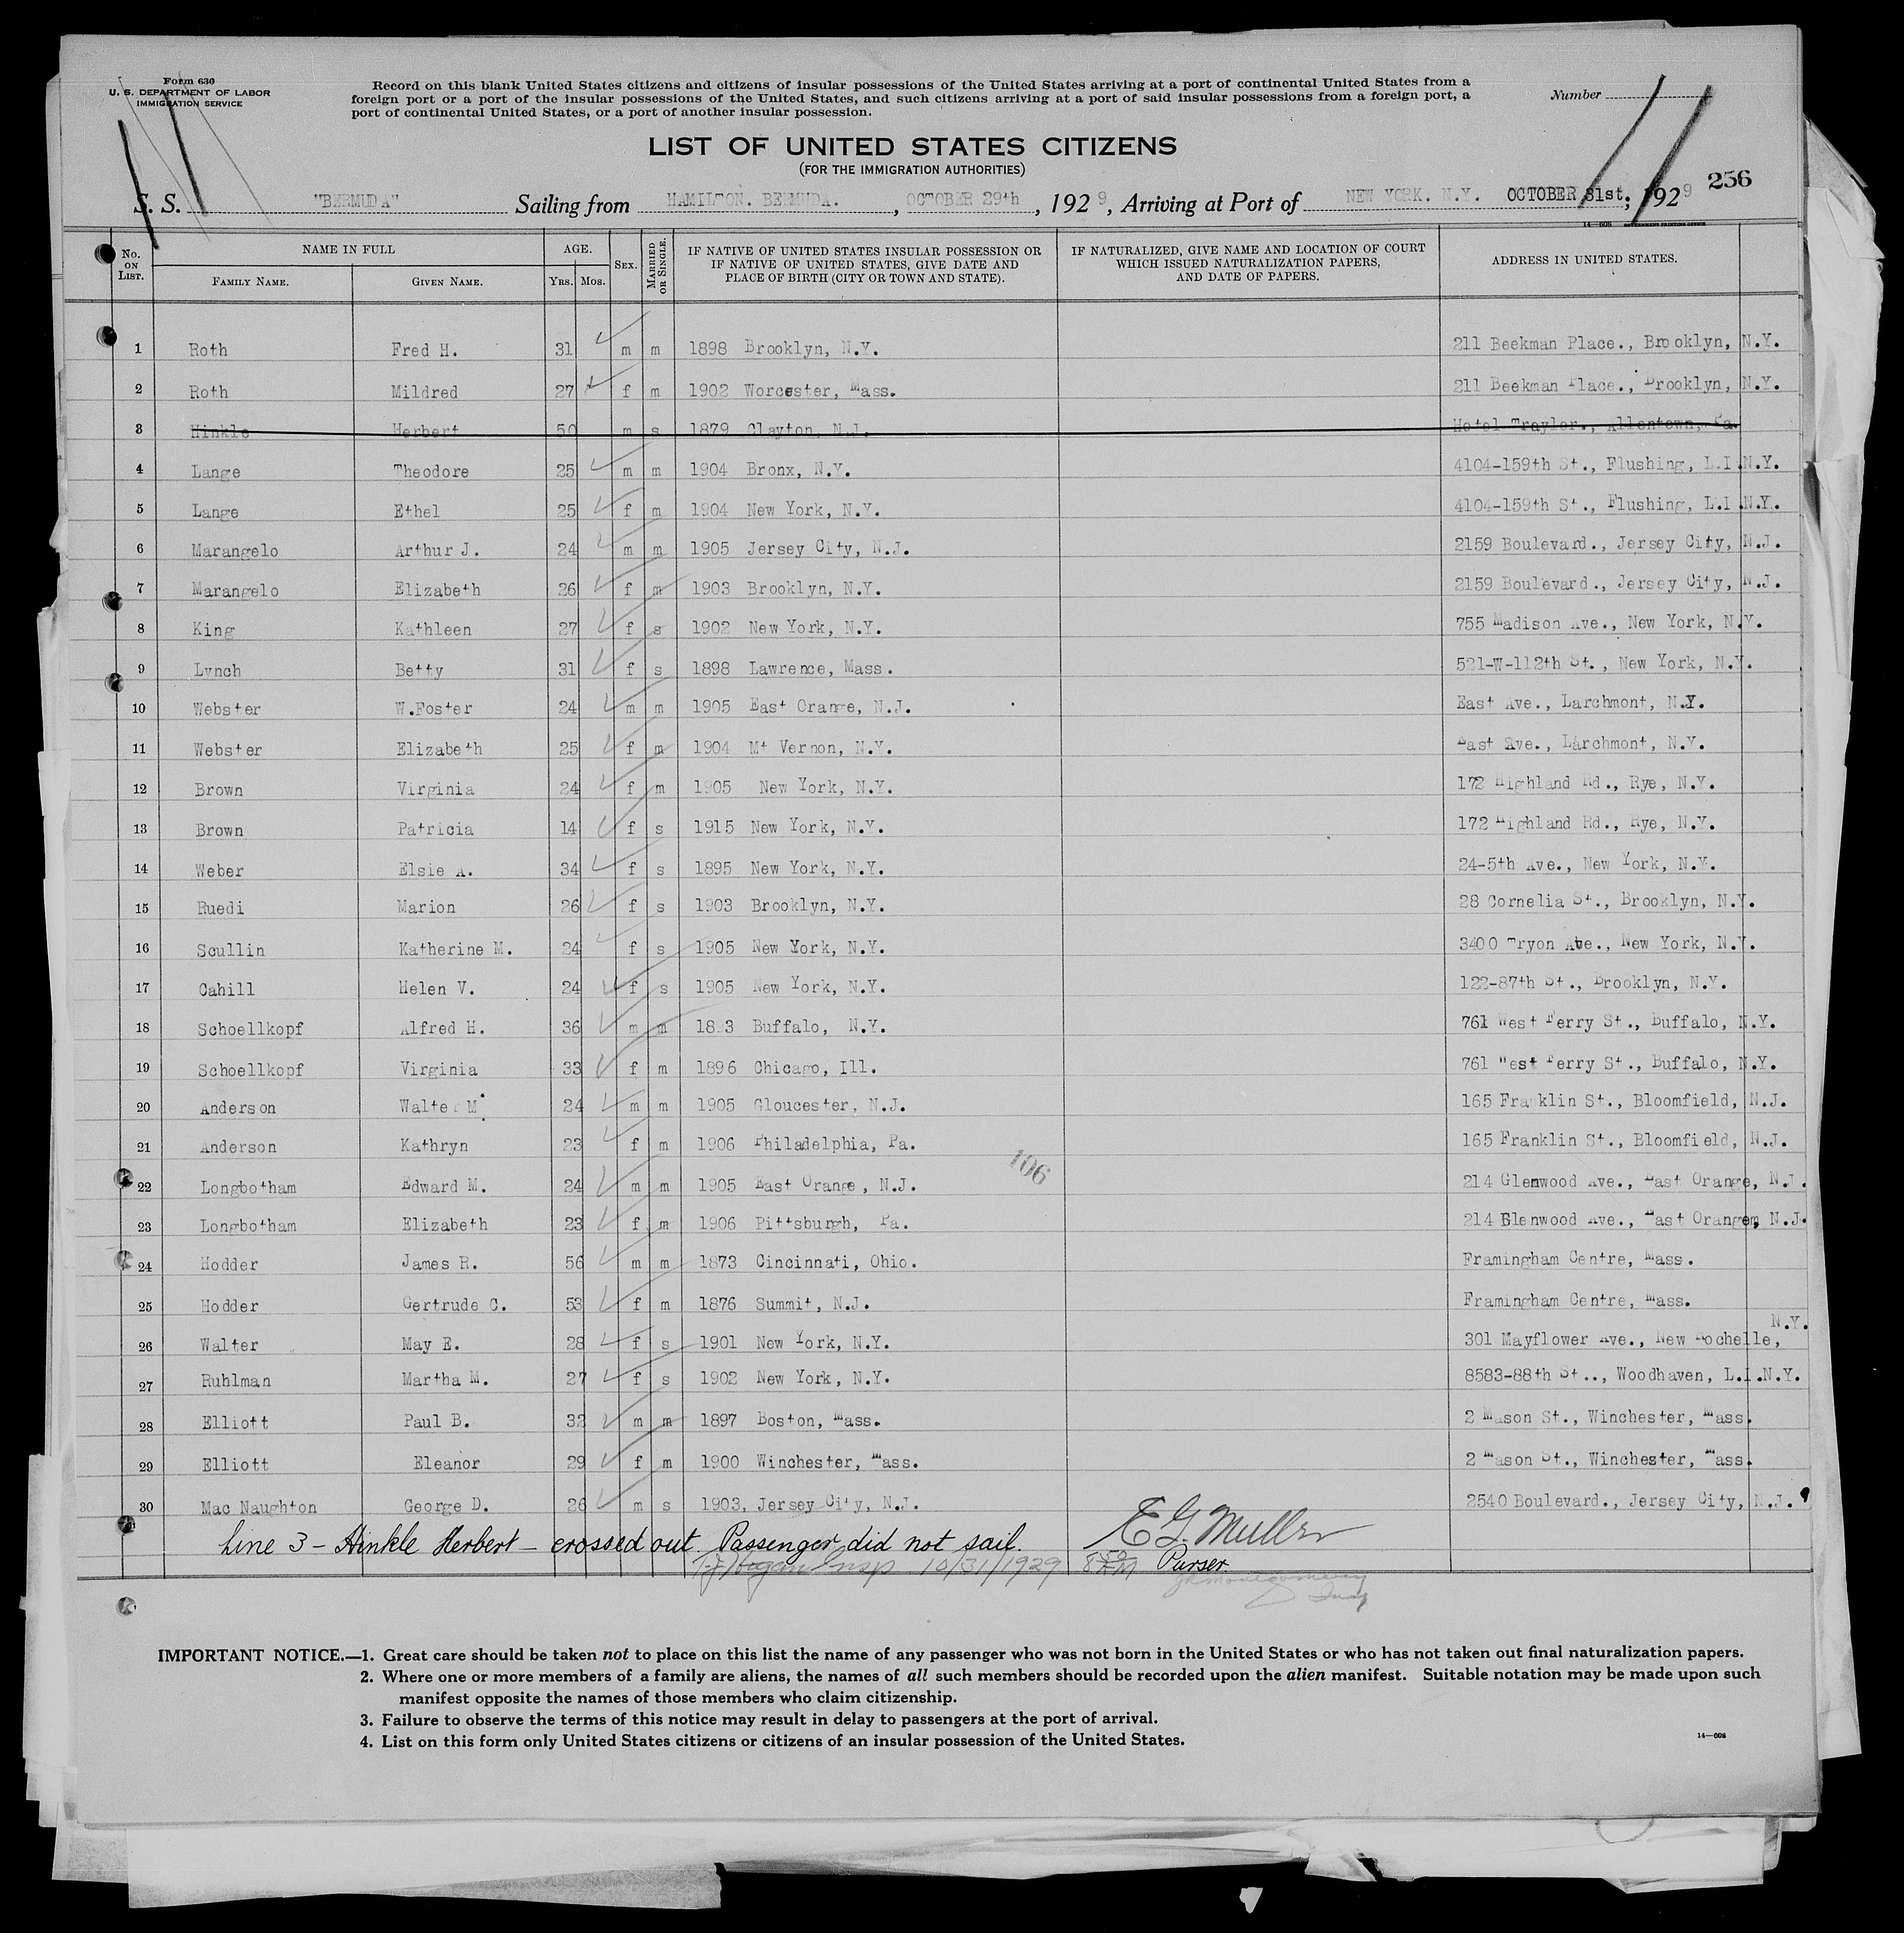 Form 630
U. S. DEPARTMENT OF LABOR
IMMIGRATION SERVICE
Record on this blank United States citizens and citizens of insular possessions of the United States arriving at a port of continental United States from a
foreign port or a port of the insular possessions of the United States, and such citizens arriving at a port of said insular possessions from a foreign port, a
port of continental United States, or a port of another insular possession.
Number
LIST OF UNITED STATES CITIZENS
(FOR THE IMMIGRATION AUTHORITIES)
256
S. S. "BERMUDA" Sailing from HAMILTON. BERMUDA. , OCTOBER 29th , 1929, Arriving at Port of NEW YORK. N.Y. OCTOBER 31st; 1929
14—608 GOVERNMENT PRINTING OFFICE
No. ON LIST. NAME IN FULL AGE. SEX. MARRIED OR SINGLE. IF NATIVE OF UNITED STATES INSULAR POSSESSION OR IF NATIVE OF UNITED STATES, GIVE DATE AND PLACE OF BIRTH (CITY OR TOWN AND STATE). IF NATURALIZED, GIVE NAME AND LOCATION OF COURT WHICH ISSUED NATURALIZATION PAPERS, AND DATE OF PAPERS. ADDRESS IN UNITED STATES.
FAMILY NAME. GIVEN NAME. YRS. MOS.
1 Roth Fred H. 31 m m 1898 Brooklyn, N.Y. 211 Beekman Place., Brooklyn, N.Y.
2 Roth Mildred 27 f m 1902 Worcester, Mass. 211 Beekman Place., Brooklyn, N.Y.
3 Hinkle Herbert 50 m s 1879 Clayton, N.J. Hotel Traylor., Allentown, Pa.
4 Lange Theodore 25 m m 1904 Bronx, N.Y. 4104-159th St., Flushing, L.I.N.Y.
5 Lange Ethel 25 f m 1904 New York, N.Y. 4104-159th St., Flushing, L.I.N.Y.
6 Marangelo Arthur J. 24 m m 1905 Jersey City, N.J. 2159 Boulevard., Jersey City, N.J.
7 Marangelo Elizabeth 26 f m 1903 Brooklyn, N.Y. 2159 Boulevard., Jersey City, N.J.
8 King Kathleen 27 f s 1902 New York, N.Y. 755 Madison Ave., New York, N.Y.
9 Lynch Betty 31 f s 1898 Lawrence, Mass. 521-W-112th St., New York, N.Y.
10 Webster W.Foster 24 m m 1905 East Orange, N.J. East Ave., Larchmont, N.Y.
11 Webster Elizabeth 25 f m 1904 Mt Vernon, N.Y. East Ave., Larchmont, N.Y.
12 Brown Virginia 24 f m 1905 New York, N.Y. 172 Highland Rd., Rye, N.Y.
13 Brown Patricia 14 f s 1915 New York, N.Y. 172 Highland Rd., Rye, N.Y.
14 Weber Elsie A. 34 f s 1895 New York, N.Y. 24-5th Ave., New York, N.Y.
15 Ruedi Marion 26 f s 1903 Brooklyn, N.Y. 28 Cornelia St., Brooklyn, N.Y.
16 Scullin Katherine M. 24 f s 1905 New York, N.Y. 3400 Tryon Ave., New York, N.Y.
17 Cahill Helen V. 24 f s 1905 New York, N.Y. 122-87th St., Brooklyn, N.Y.
18 Schoellkopf Alfred H. 36 m m 1893 Buffalo, N.Y. 761 West Ferry St., Buffalo, N.Y.
19 Schoellkopf Virginia 33 f m 1896 Chicago, Ill. 761 West Ferry St., Buffalo, N.Y.
20 Anderson Walter M. 24 m m 1905 Gloucester, N.J. 165 Franklin St., Bloomfield, N.J.
21 Anderson Kathryn 23 f m 1906 Philadelphia, Pa. 165 Franklin St., Bloomfield, N.J.
106
22 Longbotham Edward M. 24 m m 1905 East Orange, N.J. 214 Glenwood Ave., East Orange, N.J.
23 Longbotham Elizabeth 23 f m 1906 Pittsburgh, Pa. 214 Glenwood Ave., East Orange, N.J.
24 Hodder James R. 56 m m 1873 Cincinnati, Ohio. Framingham Centre, Mass.
25 Hodder Gertrude C. 53 f m 1876 Summit, N.J. Framingham Centre, Mass.
26 Walter May E. 28 f s 1901 New York, N.Y. 301 Mayflower Ave., New Rochelle, N.Y.
27 Ruhlman Martha M. 27 f s 1902 New York, N.Y. 8583-88th St.., Woodhaven, L.I.N.Y.
28 Elliott Paul B. 32 m m 1897 Boston, Mass. 2 Mason St., Winchester, Mass.
29 Elliott Eleanor 29 f m 1900 Winchester, Mass. 2 Mason St., Winchester, Mass.
30 Mac Naughton George D. 26 m s 1903, Jersey City, N.J. 2540 Boulevard., Jersey City, N.J.
Line 3 - Hinkle Herbert - crossed out. Passenger did not sail. E G Muller
Hogan Insp 10/31/1929 8 50 AM Purser.
Montgomery
Insp
IMPORTANT NOTICE.—1. Great care should be taken not to place on this list the name of any passenger who was not born in the United States or who has not taken out final naturalization papers.
2. Where one or more members of a family are aliens, the names of all such members should be recorded upon the alien manifest. Suitable notation may be made upon such
manifest opposite the names of those members who claim citizenship.
3. Failure to observe the terms of this notice may result in delay to passengers at the port of arrival.
4. List on this form only United States citizens or citizens of an insular possession of the United States.
14—608